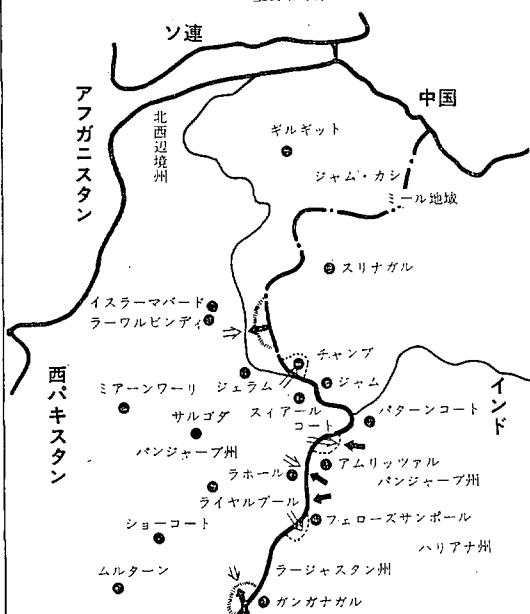 ソ連
アフガニスタン
北西辺境州
中国
ギルギット
ジャム・カシ
ミール地域
スリナガル
イスラーマバード
ラーワルピンディ
チャンブ
西パキスタン
ミアーンワーリ
ジェラム
ジャム
インド
スィアール
コート
パターンコート
サルゴダ
パンジャーブ州
アムリッツァル
ラホール
パンジャーブ州
ライヤルプール
ショーコート
フェローズサンポール
ハリアナ州
ムルターン
ラージャスタン州
ガンガナガル